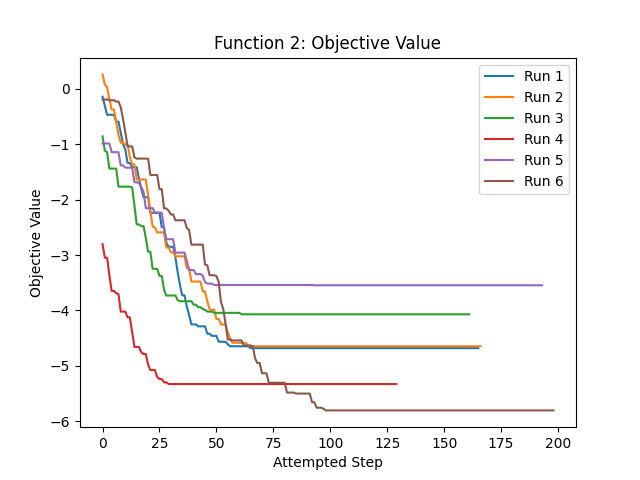 Function 2: Objective Value
Run 1
Run 2
Run 3
Run 4
Run 5
Run 6
Objective Value
0
−1
−2
−3
−4
−5
−6
0 25 50 75 100 125 150 175 200
Attempted Step